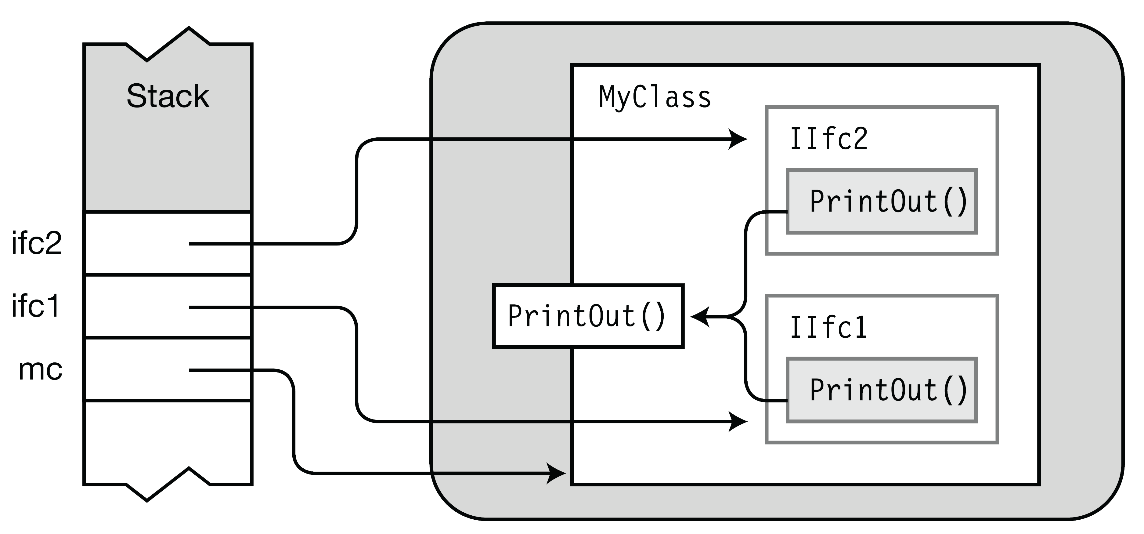 Stack
ifc2
ifc1
mc
MyClass
IIfc2
PrintOut()
PrintOut()
IIfc1
PrintOut()